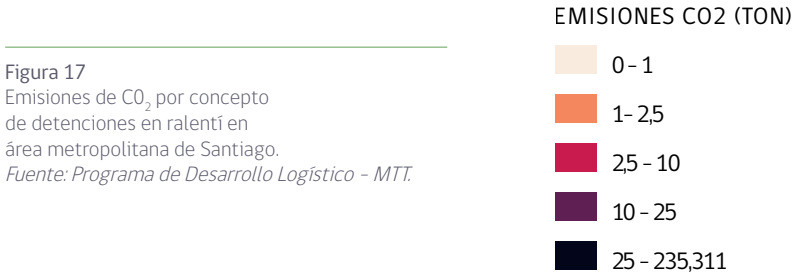 Figura 17
Emisiones de C0₂ por concepto
de detenciones en ralentí en
área metropolitana de Santiago.
Fuente: Programa de Desarrollo Logístico – MTT.
EMISIONES CO2 (TON)
0 – 1
1– 2,5
2,5 – 10
10 – 25
25 – 235,311